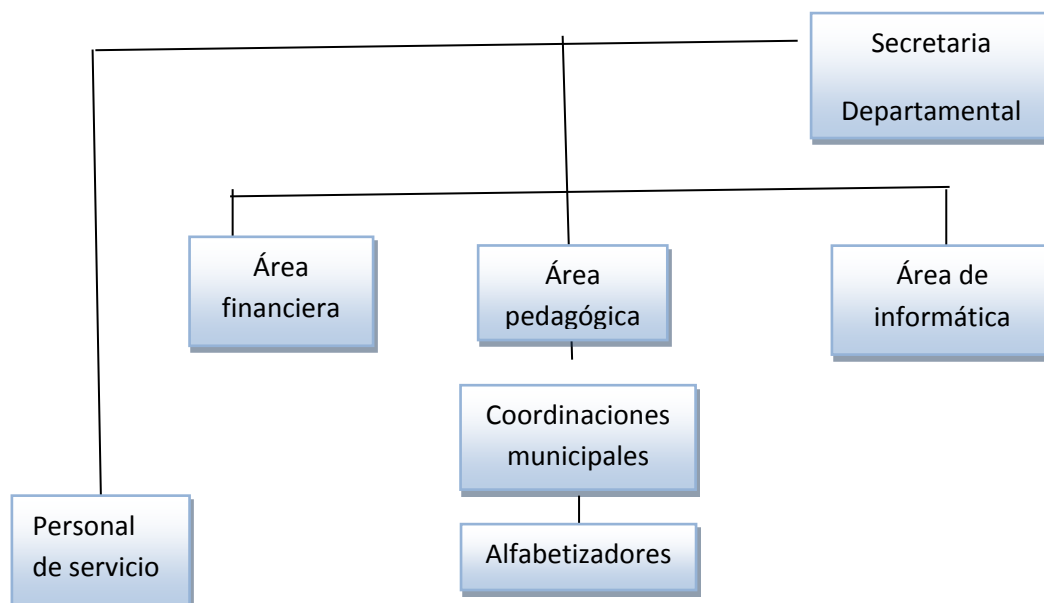 Secretaria
Departamental
Área
financiera
Área
pedagógica
Área de
informática
Coordinaciones
municipales
Personal
de servicio
Alfabetizadores